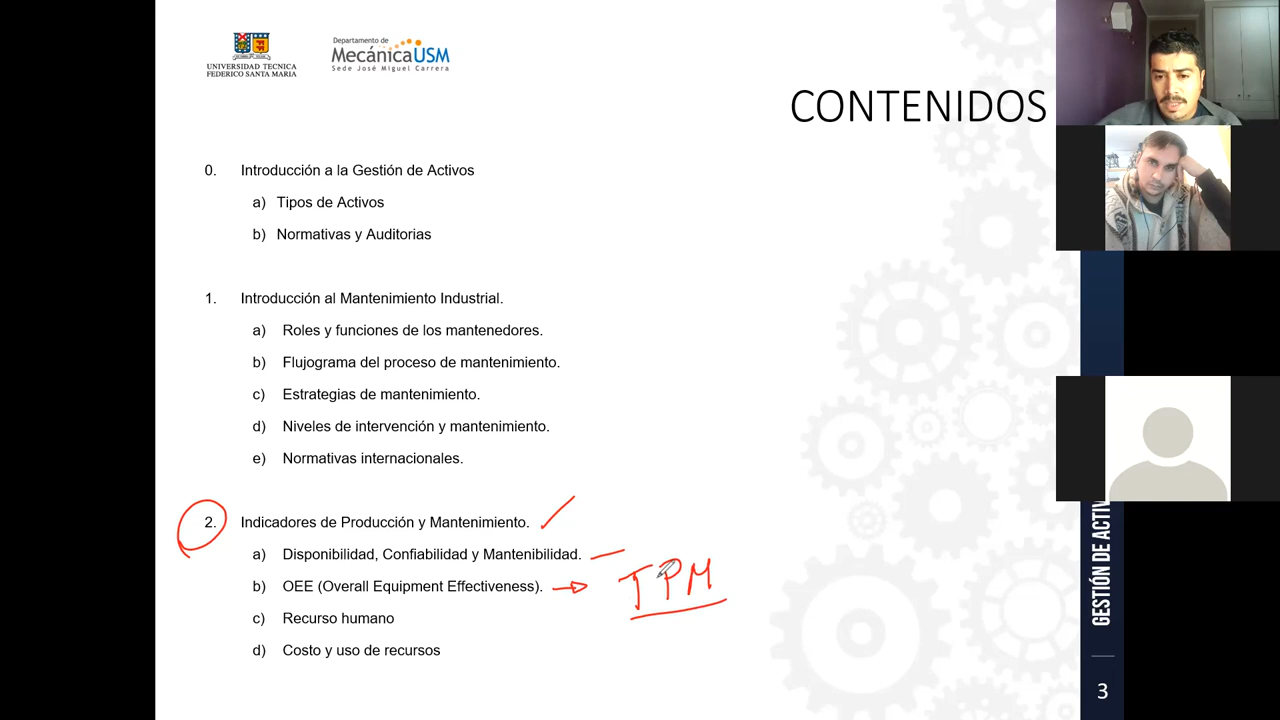 UNIVERSIDAD TECNICA
FEDERICO SANTA MARIA
Departamento de
MecánicaUSM
Sede José Miguel Carrera
CONTENIDOS
0. Introducción a la Gestión de Activos
a) Tipos de Activos
b) Normativas y Auditorias
1. Introducción al Mantenimiento Industrial.
a) Roles y funciones de los mantenedores.
b) Flujograma del proceso de mantenimiento.
c) Estrategias de mantenimiento.
d) Niveles de intervención y mantenimiento.
e) Normativas internacionales.
2. Indicadores de Producción y Mantenimiento.
a) Disponibilidad, Confiabilidad y Mantenibilidad.
b) OEE (Overall Equipment Effectiveness).
TPM
c) Recurso humano
d) Costo y uso de recursos
GESTIÓN DE ACTIV
3